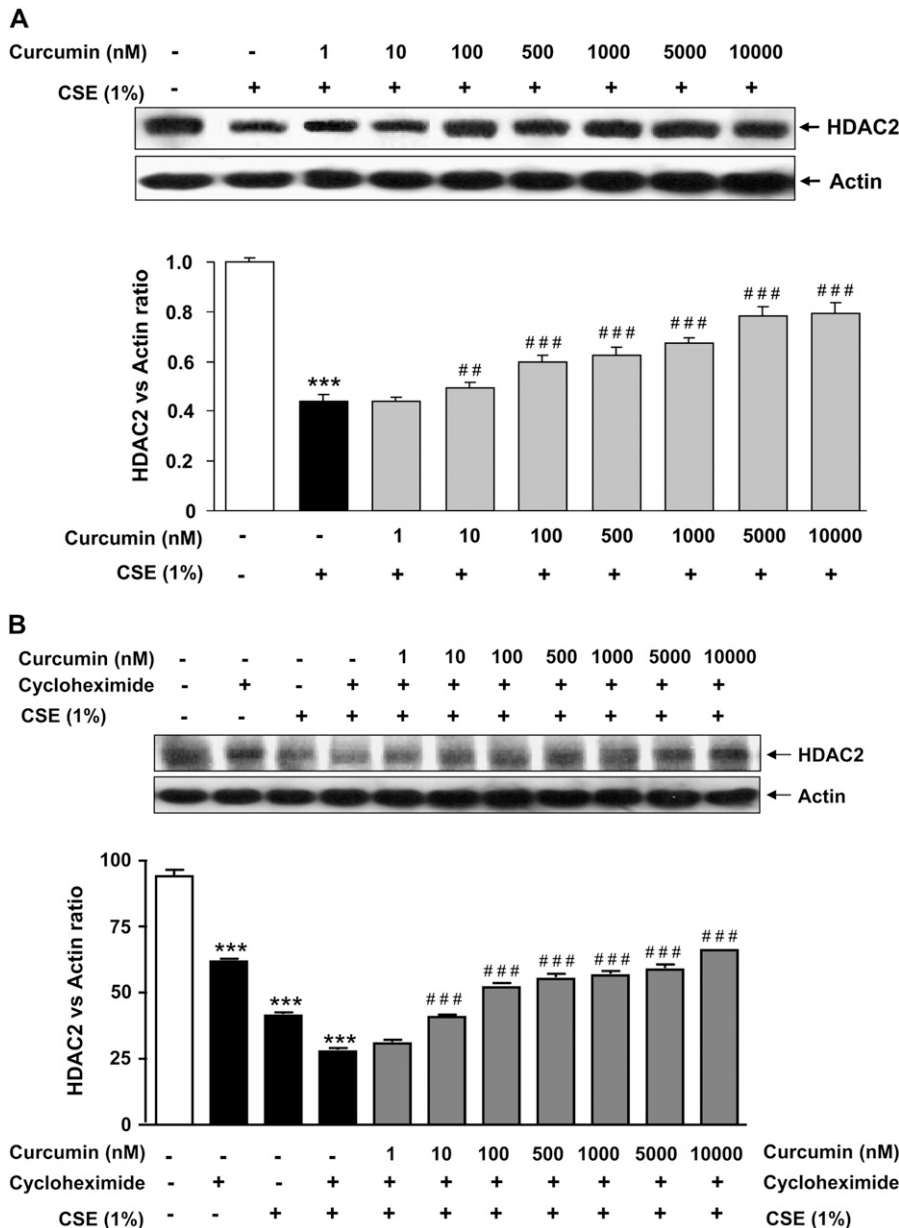 A
Curcumin (nM) - - 1 10 100 500 1000 5000 10000
CSE (1%) - + + + + + + + +
HDAC2
Actin
HDAC2 vs Actin ratio
1.0
0.8
0.6
0.4
0.2
0
*** ## ### ### ### ### ###
Curcumin (nM) - - 1 10 100 500 1000 5000 10000
CSE (1%) - + + + + + + + +
B
Curcumin (nM) - - - - 1 10 100 500 1000 5000 10000
Cycloheximide - + - + + + + + + + +
CSE (1%) - - + + + + + + + + +
HDAC2
Actin
HDAC2 vs Actin ratio
100
75
50
25
0
*** *** *** ### ### ### ### ### ###
Curcumin (nM) - - - - 1 10 100 500 1000 5000 10000 Curcumin (nM)
Cycloheximide - + - + + + + + + + + Cycloheximide
CSE (1%) - - + + + + + + + + + CSE (1%)